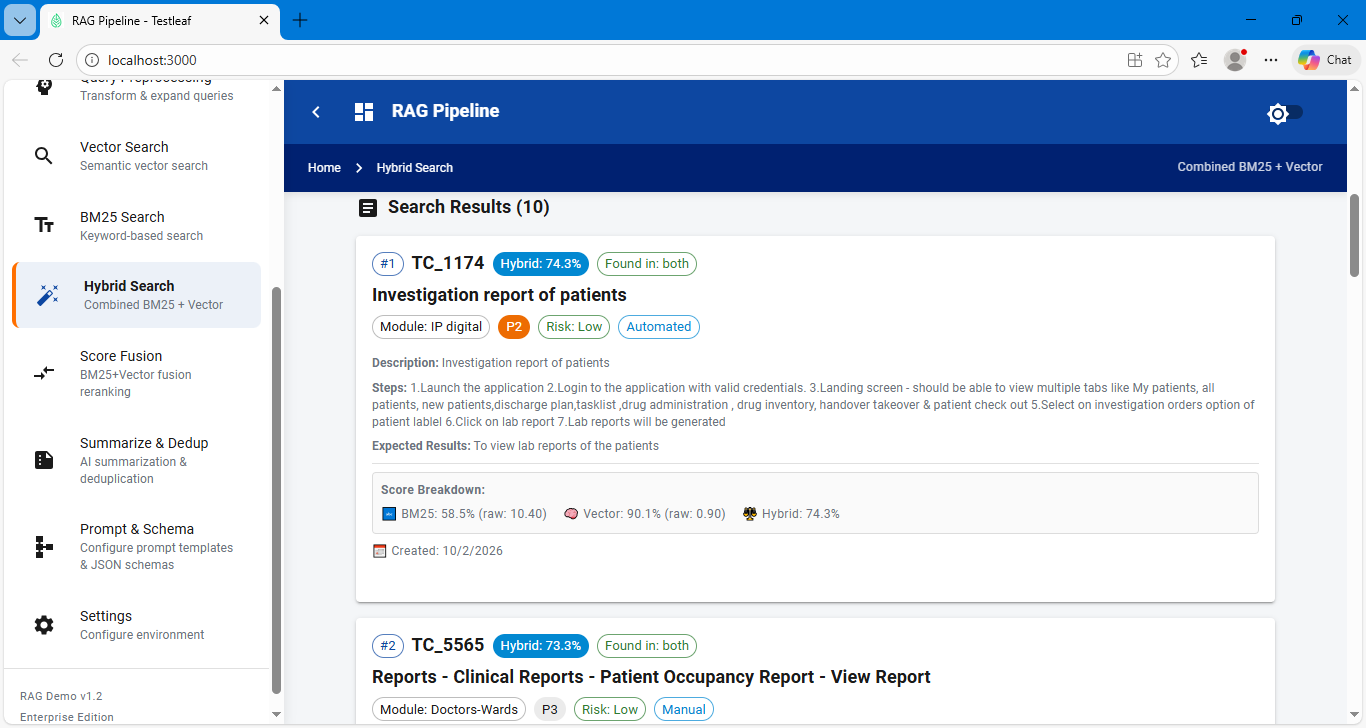 RAG Pipeline - Testleaf
localhost:3000
Chat
Query Preprocessing
Transform & expand queries
Vector Search
Semantic vector search
BM25 Search
Keyword-based search
Hybrid Search
Combined BM25 + Vector
Score Fusion
BM25+Vector fusion
reranking
Summarize & Dedup
AI summarization &
deduplication
Prompt & Schema
Configure prompt templates
& JSON schemas
Settings
Configure environment
RAG Demo v1.2
Enterprise Edition
RAG Pipeline
Home > Hybrid Search
Combined BM25 + Vector
Search Results (10)
#1 TC_1174 Hybrid: 74.3% Found in: both
Investigation report of patients
Module: IP digital P2 Risk: Low Automated
Description: Investigation report of patients
Steps: 1.Launch the application 2.Login to the application with valid credentials. 3.Landing screen - should be able to view multiple tabs like My patients, all
patients, new patients,discharge plan,tasklist ,drug administration , drug inventory, handover takeover & patient check out 5.Select on investigation orders option of
patient lablel 6.Click on lab report 7.Lab reports will be generated
Expected Results: To view lab reports of the patients
Score Breakdown:
BM25: 58.5% (raw: 10.40) Vector: 90.1% (raw: 0.90) Hybrid: 74.3%
Created: 10/2/2026
#2 TC_5565 Hybrid: 73.3% Found in: both
Reports - Clinical Reports - Patient Occupancy Report - View Report
Module: Doctors-Wards P3 Risk: Low Manual